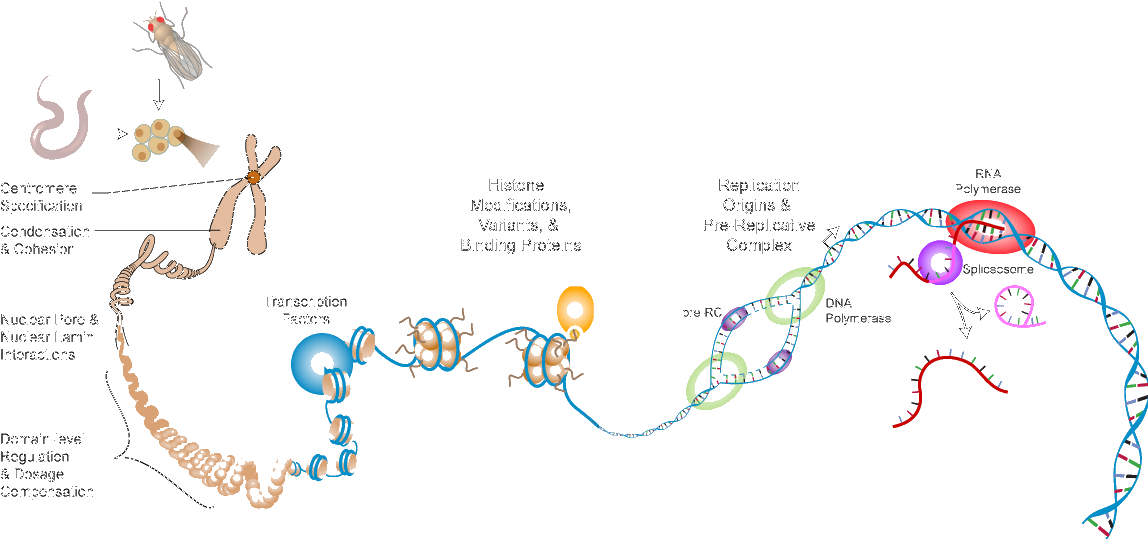 Centromere
Specification
Condensation
& Cohesion
Nuclear Pore &
Nuclear Lamin
Interactions
Domain-level
Regulation
& Dosage
Compensation
Transcription
Factors
Histone
Modifications,
Variants, &
Binding Proteins
Replication
Origins &
Pre-Replicative
Complex
pre RC
DNA
Polymerase
RNA
Polymerase
Spliceosome